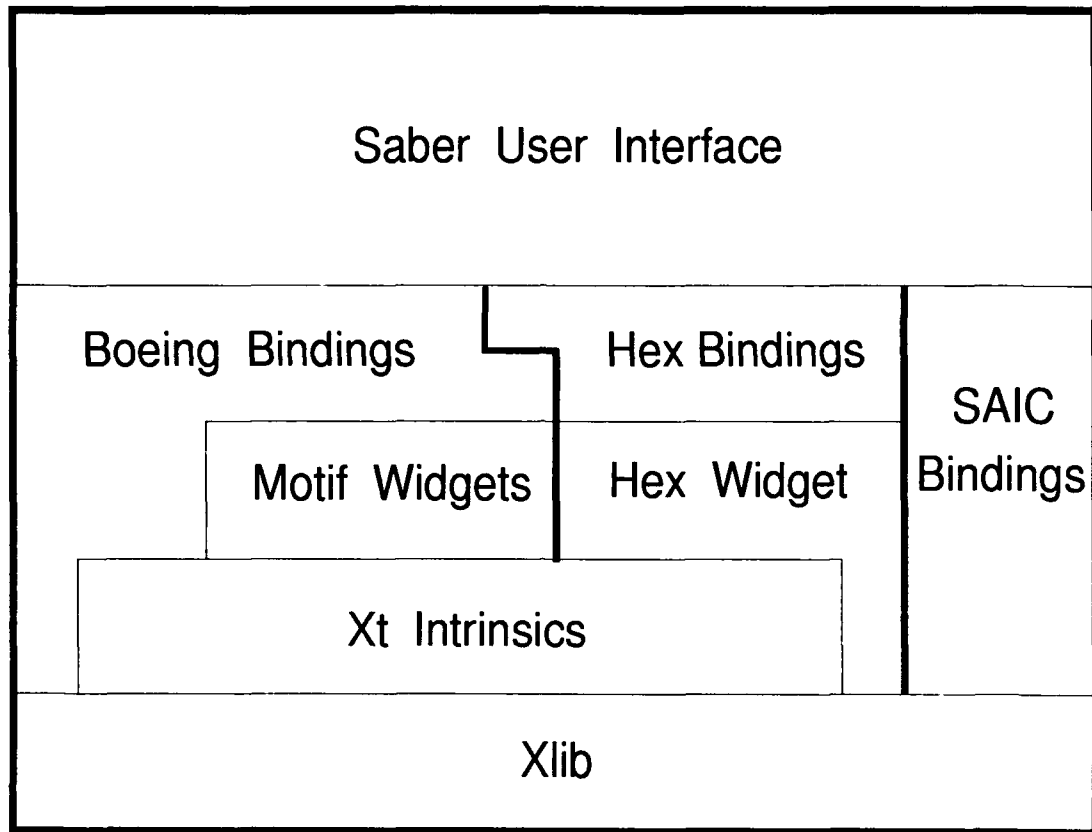 Saber User Interface
Boeing Bindings
Hex Bindings
SAIC
Bindings
Motif Widgets
Hex Widget
Xt Intrinsics
Xlib